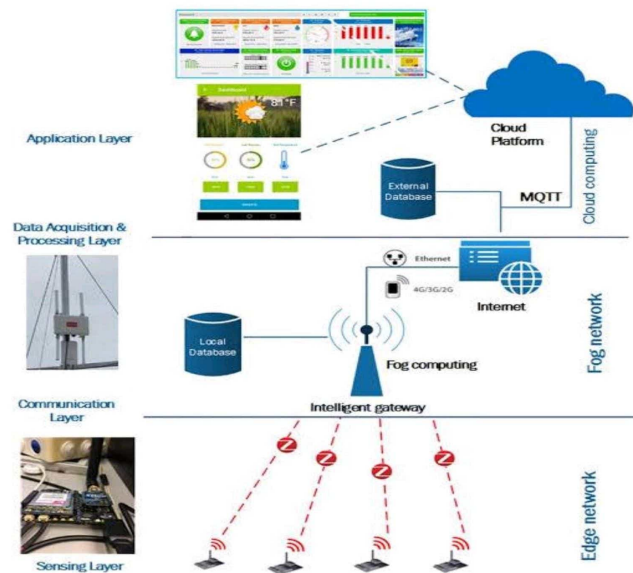 Dashboard
81°F
Application Layer
Cloud
Platform
External
Database
MQTT
Cloud computing
Data Acquisition &
Processing Layer
Ethernet
4G/3G/2G
Internet
Local
Database
Fog computing
Fog network
Intelligent gateway
Communication
Layer
Z
Z
Z
Z
Edge network
Sensing Layer